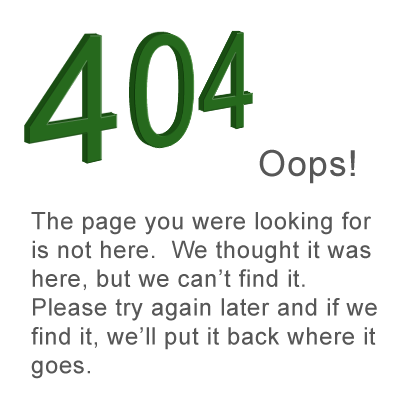 404
Oops!
The page you were looking for
is not here.  We thought it was
here, but we can’t find it.
Please try again later and if we
find it, we’ll put it back where it
goes.